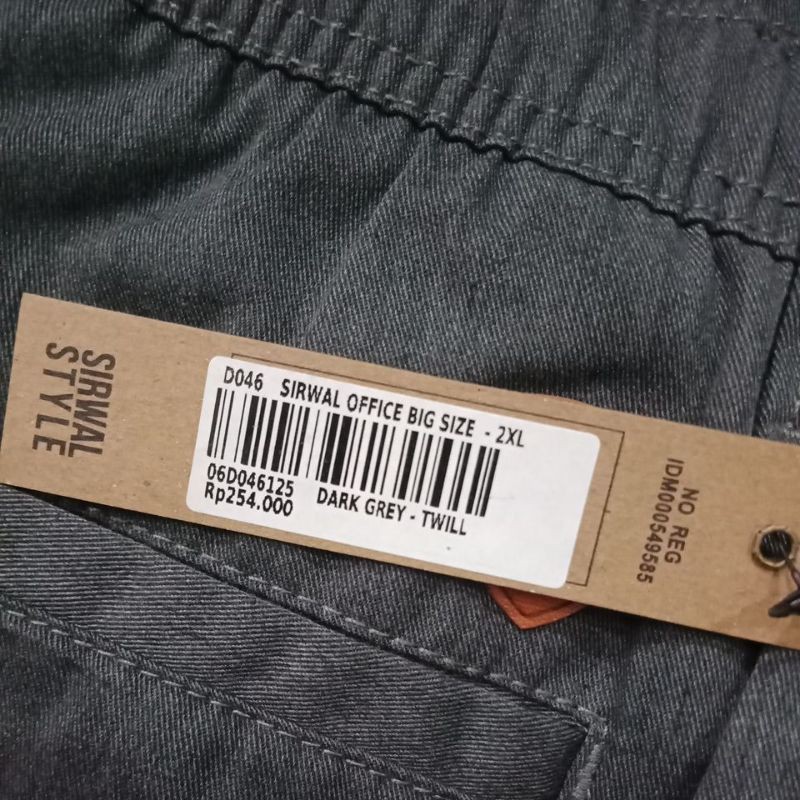 SIRWAL
STYLE
D046 SIRWAL OFFICE BIG SIZE - 2XL
06D046125
Rp254.000 DARK GREY - TWILL
NO REG
IDM000549585